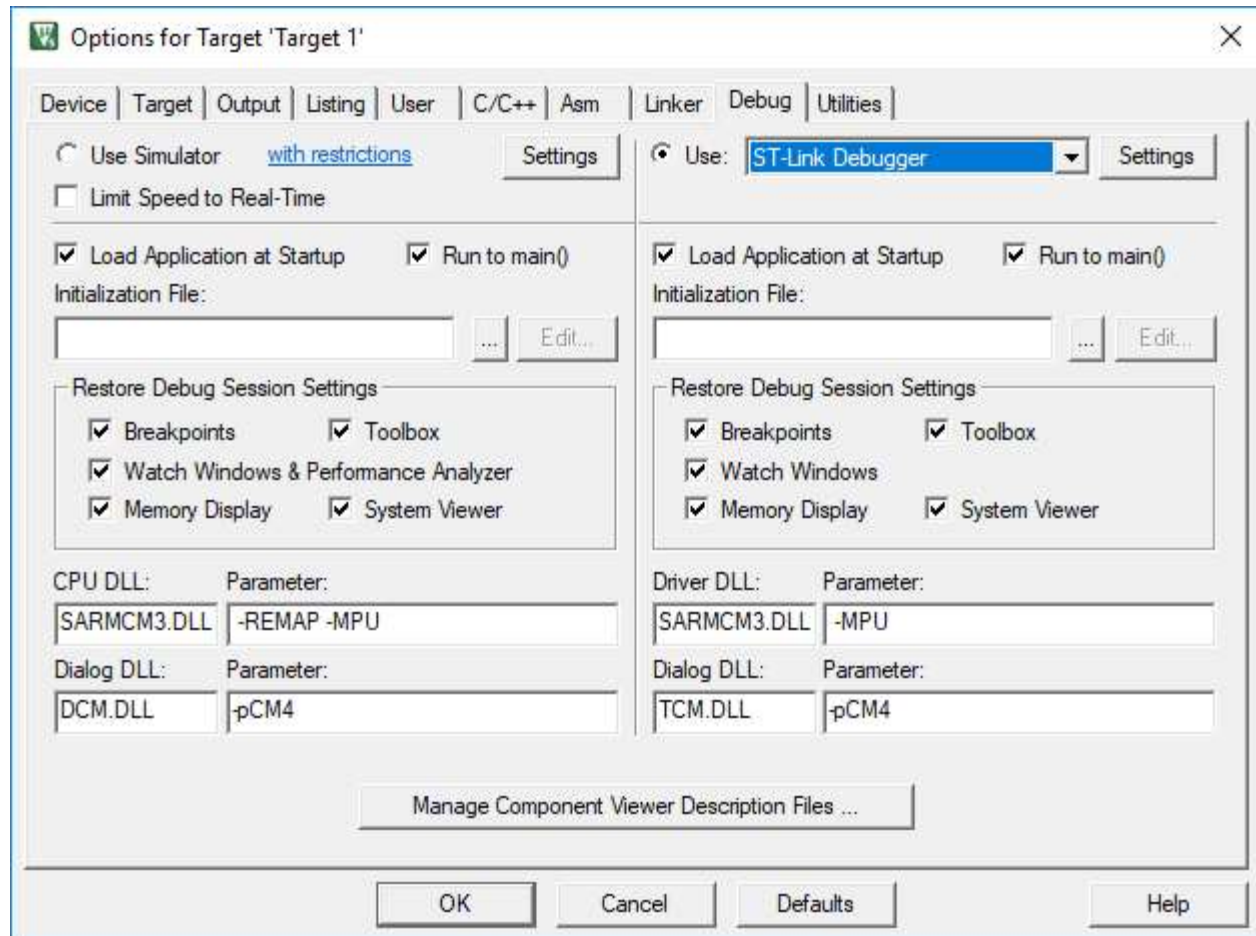 Options for Target 'Target 1'
Device Target Output Listing User C/C++ Asm Linker Debug Utilities
Use Simulator with restrictions Settings
Limit Speed to Real-Time
Use: ST-Link Debugger Settings
Load Application at Startup Run to main()
Initialization File:
... Edit...
Restore Debug Session Settings
Breakpoints Toolbox
Watch Windows & Performance Analyzer
Memory Display System Viewer
CPU DLL: Parameter:
SARMCM3.DLL -REMAP -MPU
Dialog DLL: Parameter:
DCM.DLL -pCM4
Load Application at Startup Run to main()
Initialization File:
... Edit...
Restore Debug Session Settings
Breakpoints Toolbox
Watch Windows
Memory Display System Viewer
Driver DLL: Parameter:
SARMCM3.DLL -MPU
Dialog DLL: Parameter:
TCM.DLL -pCM4
Manage Component Viewer Description Files ...
OK Cancel Defaults Help